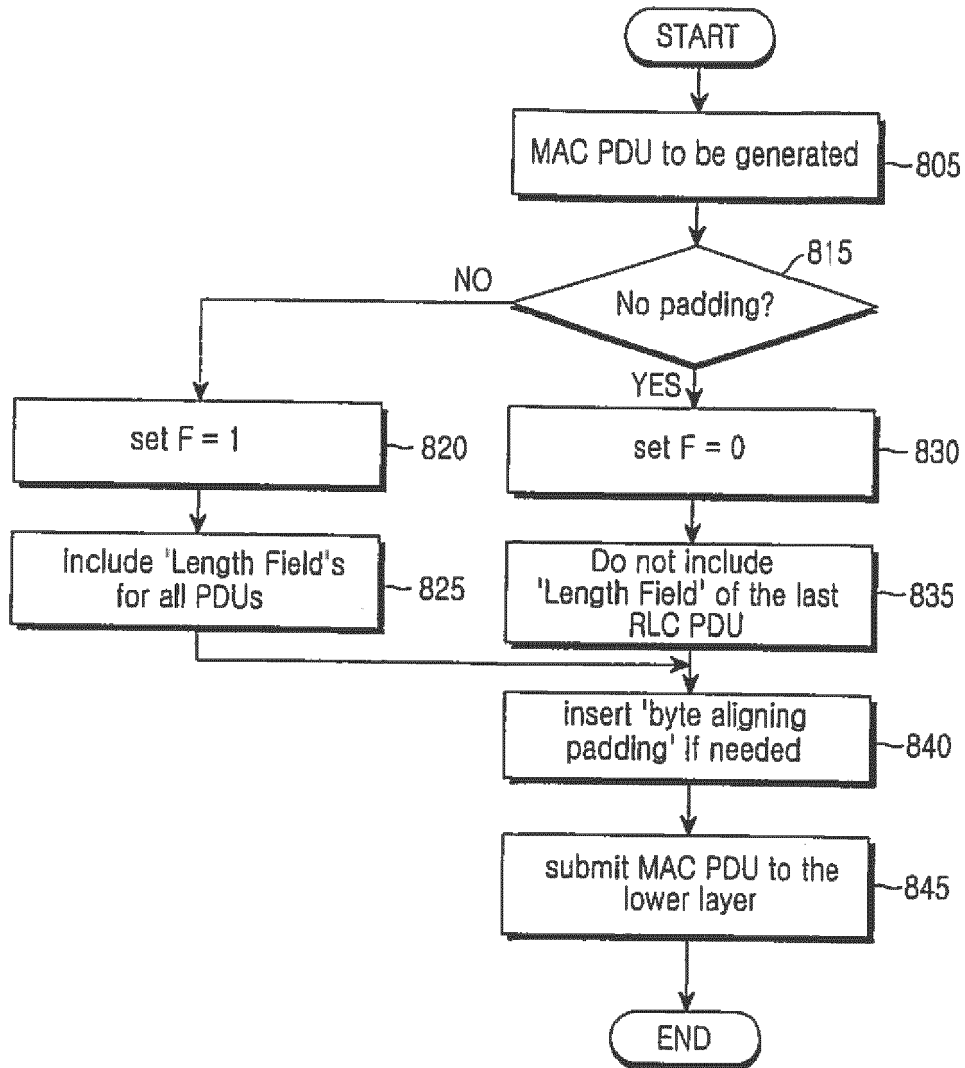 START
MAC PDU to be generated
805
815
No padding?
NO
YES
set F = 1
820
set F = 0
830
include 'Length Field's
for all PDUs
825
Do not include
'Length Field' of the last
RLC PDU
835
insert 'byte aligning
padding' if needed
840
submit MAC PDU to the
lower layer
845
END